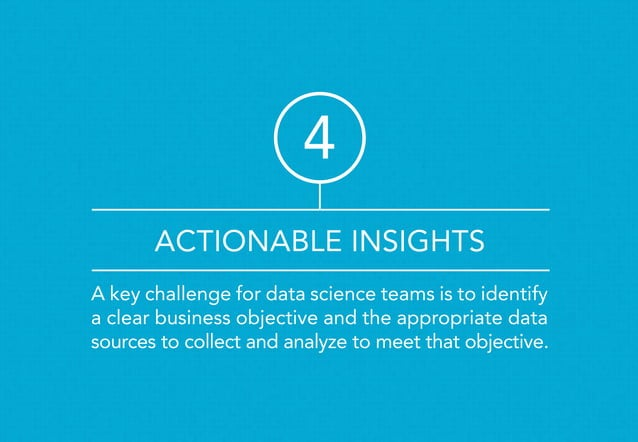 4
ACTIONABLE INSIGHTS
A key challenge for data science teams is to identify
a clear business objective and the appropriate data
sources to collect and analyze to meet that objective.